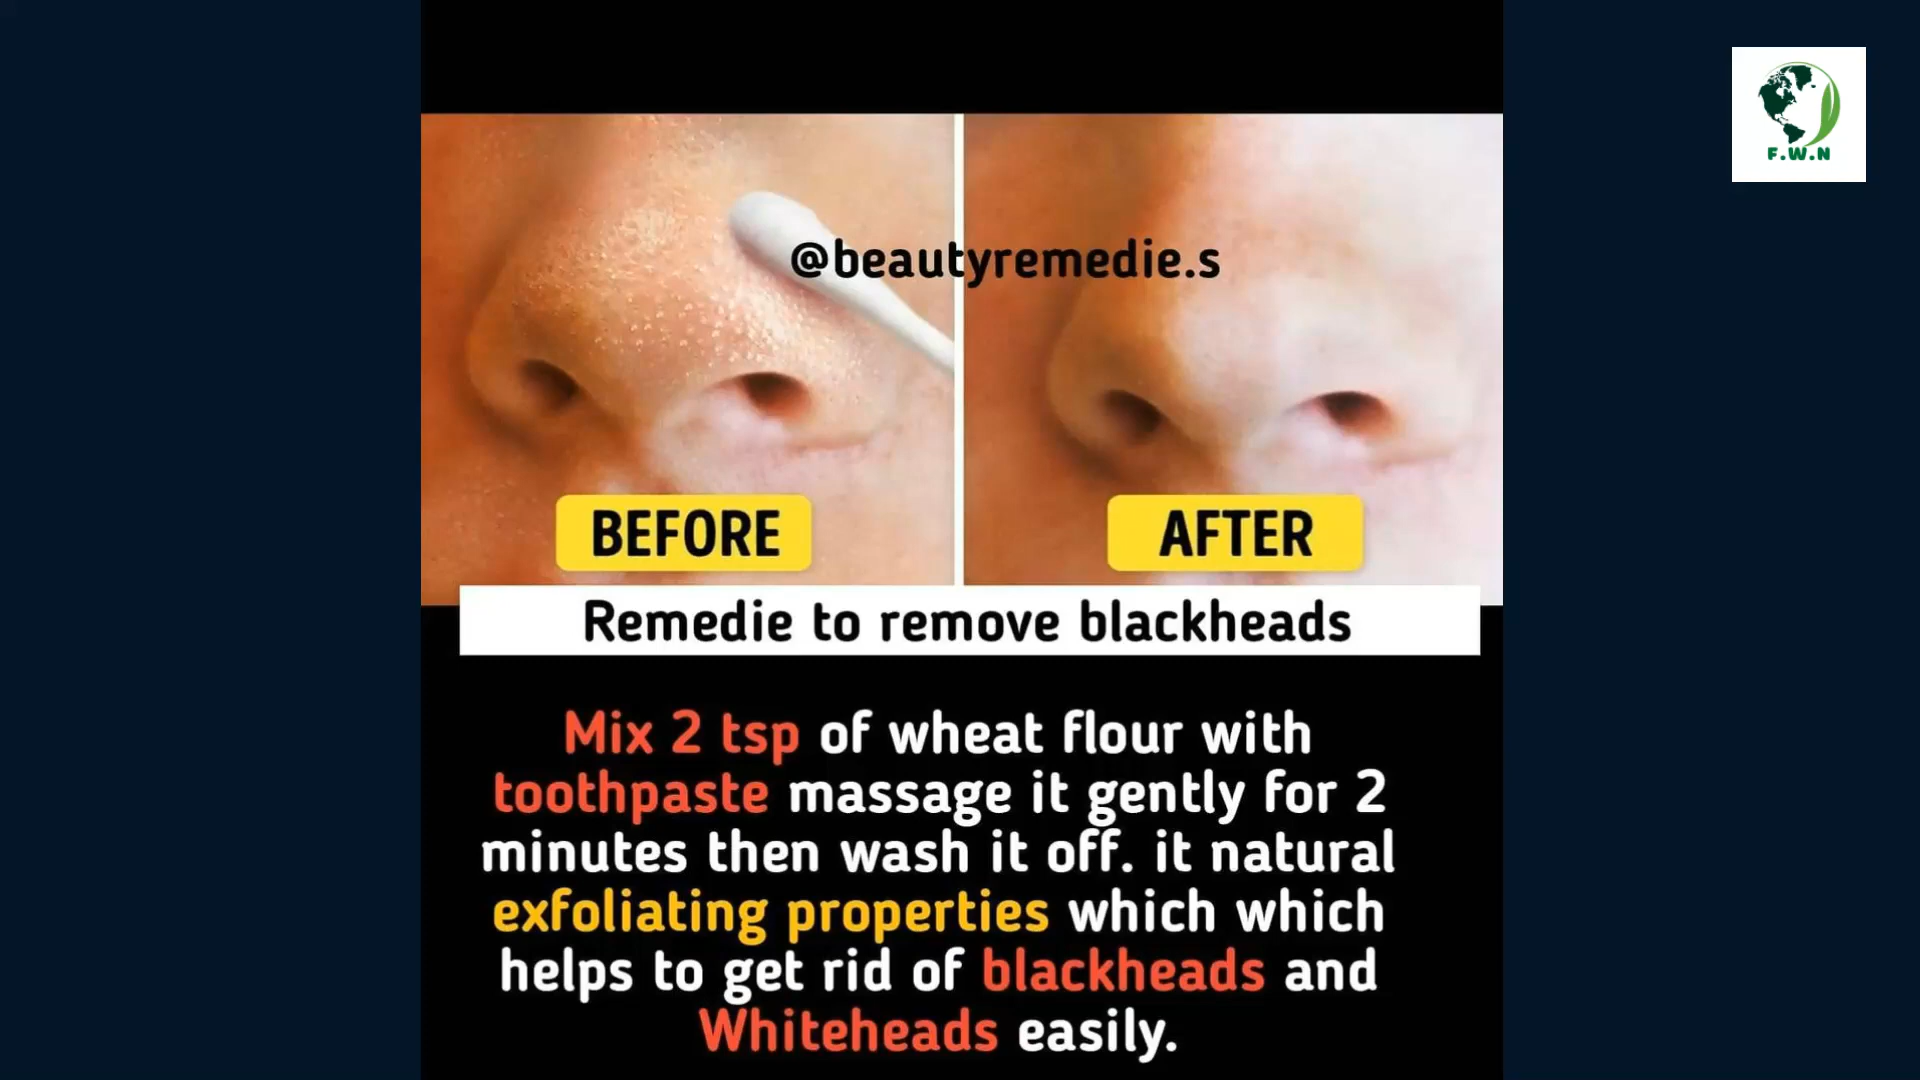 F.W.N
@beautyremedie.s
BEFORE
AFTER
Remedie to remove blackheads
Mix 2 tsp of wheat flour with
toothpaste massage it gently for 2
minutes then wash it off. it natural
exfoliating properties which which
helps to get rid of blackheads and
Whiteheads easily.